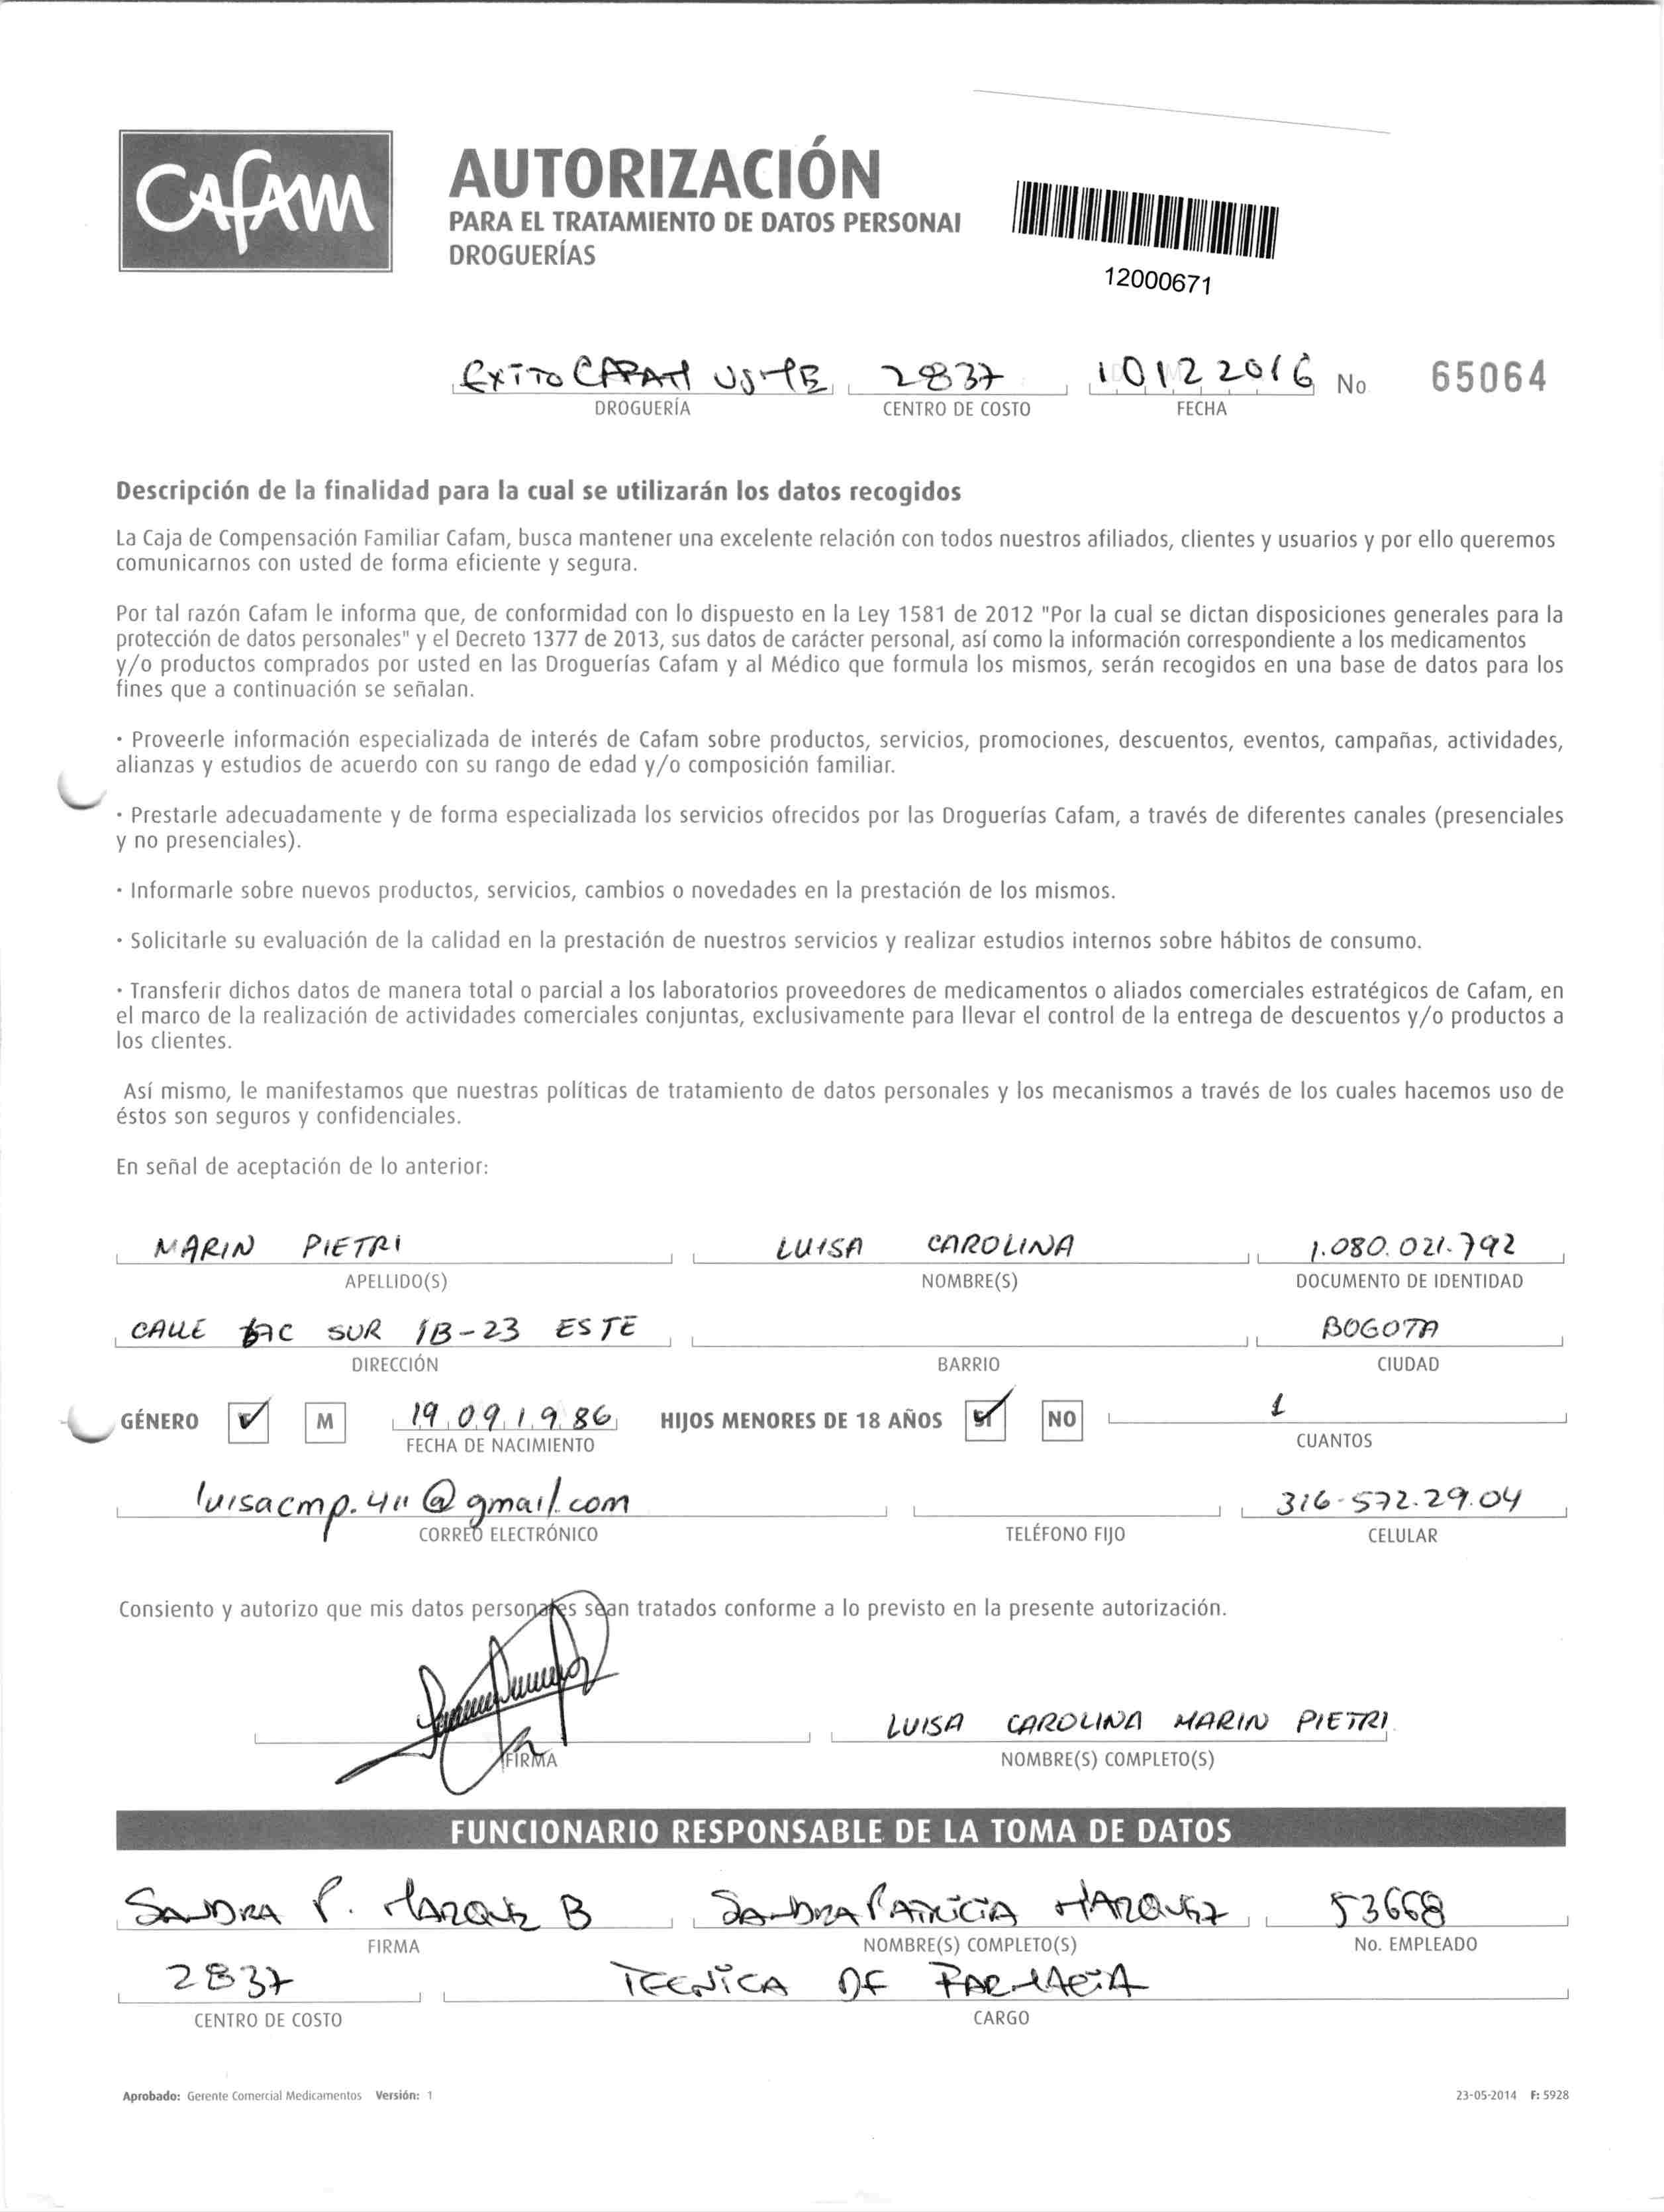 Cafam
AUTORIZACIÓN
PARA EL TRATAMIENTO DE DATOS PERSONAL
DROGUERÍAS
12000671
EXITO CAFAM USME 2837 10 12 2016 No 65064
DROGUERÍA CENTRO DE COSTO FECHA
Descripción de la finalidad para la cual se utilizarán los datos recogidos
La Caja de Compensación Familiar Cafam, busca mantener una excelente relación con todos nuestros afiliados, clientes y usuarios y por ello queremos
comunicarnos con usted de forma eficiente y segura.
Por tal razón Cafam le informa que, de conformidad con lo dispuesto en la Ley 1581 de 2012 "Por la cual se dictan disposiciones generales para la
protección de datos personales" y el Decreto 1377 de 2013, sus datos de carácter personal, así como la información correspondiente a los medicamentos
y/o productos comprados por usted en las Droguerías Cafam y al Médico que formula los mismos, serán recogidos en una base de datos para los
fines que a continuación se señalan.
· Proveerle información especializada de interés de Cafam sobre productos, servicios, promociones, descuentos, eventos, campañas, actividades,
alianzas y estudios de acuerdo con su rango de edad y/o composición familiar.
· Prestarle adecuadamente y de forma especializada los servicios ofrecidos por las Droguerías Cafam, a través de diferentes canales (presenciales
y no presenciales).
· Informarle sobre nuevos productos, servicios, cambios o novedades en la prestación de los mismos.
· Solicitarle su evaluación de la calidad en la prestación de nuestros servicios y realizar estudios internos sobre hábitos de consumo.
· Transferir dichos datos de manera total o parcial a los laboratorios proveedores de medicamentos o aliados comerciales estratégicos de Cafam, en
el marco de la realización de actividades comerciales conjuntas, exclusivamente para llevar el control de la entrega de descuentos y/o productos a
los clientes.
Así mismo, le manifestamos que nuestras políticas de tratamiento de datos personales y los mecanismos a través de los cuales hacemos uso de
éstos son seguros y confidenciales.
En señal de aceptación de lo anterior:
MARIN PIETRI LUISA CAROLINA 1.080.021.792
APELLIDO(S) NOMBRE(S) DOCUMENTO DE IDENTIDAD
CALLE SUR 1B-23 ESTE BOGOTA
DIRECCIÓN BARRIO CIUDAD
GÉNERO F M 19 09 1986 HIJOS MENORES DE 18 AÑOS SI NO 1
FECHA DE NACIMIENTO CUANTOS
luisacmp.411@gmail.com 316-572.29.04
CORREO ELECTRÓNICO TELÉFONO FIJO CELULAR
Consiento y autorizo que mis datos personales sean tratados conforme a lo previsto en la presente autorización.
LUISA CAROLINA MARIN PIETRI
FIRMA NOMBRE(S) COMPLETO(S)
FUNCIONARIO RESPONSABLE DE LA TOMA DE DATOS
SANDRA P. MARQUEZ B SANDRA PATRICIA MARQUEZ 53668
FIRMA NOMBRE(S) COMPLETO(S) No. EMPLEADO
2837 TECNICA DE FARMACIA
CENTRO DE COSTO CARGO
Aprobado: Gerente Comercial Medicamentos Versión: 1 23-05-2014 F: 5928